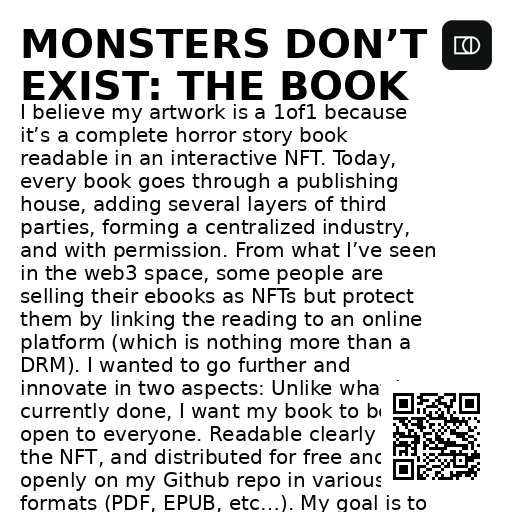 MONSTERS DON’T
EXIST: THE BOOK
I believe my artwork is a 1of1 because
it’s a complete horror story book
readable in an interactive NFT. Today,
every book goes through a publishing
house, adding several layers of third
parties, forming a centralized industry,
and with permission. From what I’ve seen
in the web3 space, some people are
selling their ebooks as NFTs but protect
them by linking the reading to an online
platform (which is nothing more than a
DRM). I wanted to go further and
innovate in two aspects: Unlike
currently done, I want my book to
open to everyone. Readable clearly
the NFT, and distributed for free
openly on my Github repo in various
formats (PDF, EPUB, etc...). My goal is to